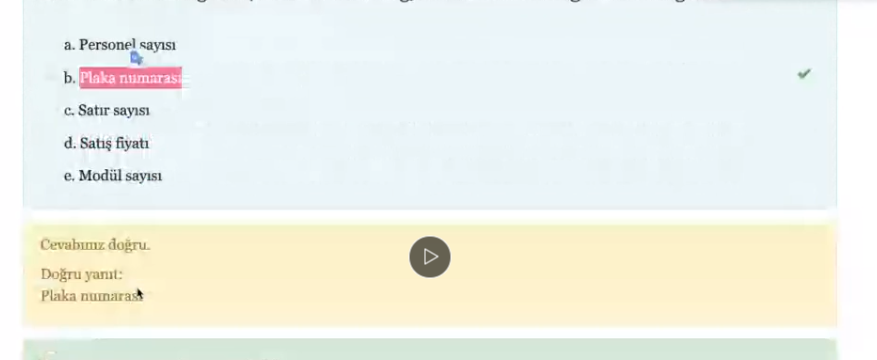 a. Personel sayısı
b. Plaka numarası
c. Satır sayısı
d. Satış fiyatı
e. Modül sayısı
Cevabınız doğru.
Doğru yanıt:
Plaka numarası